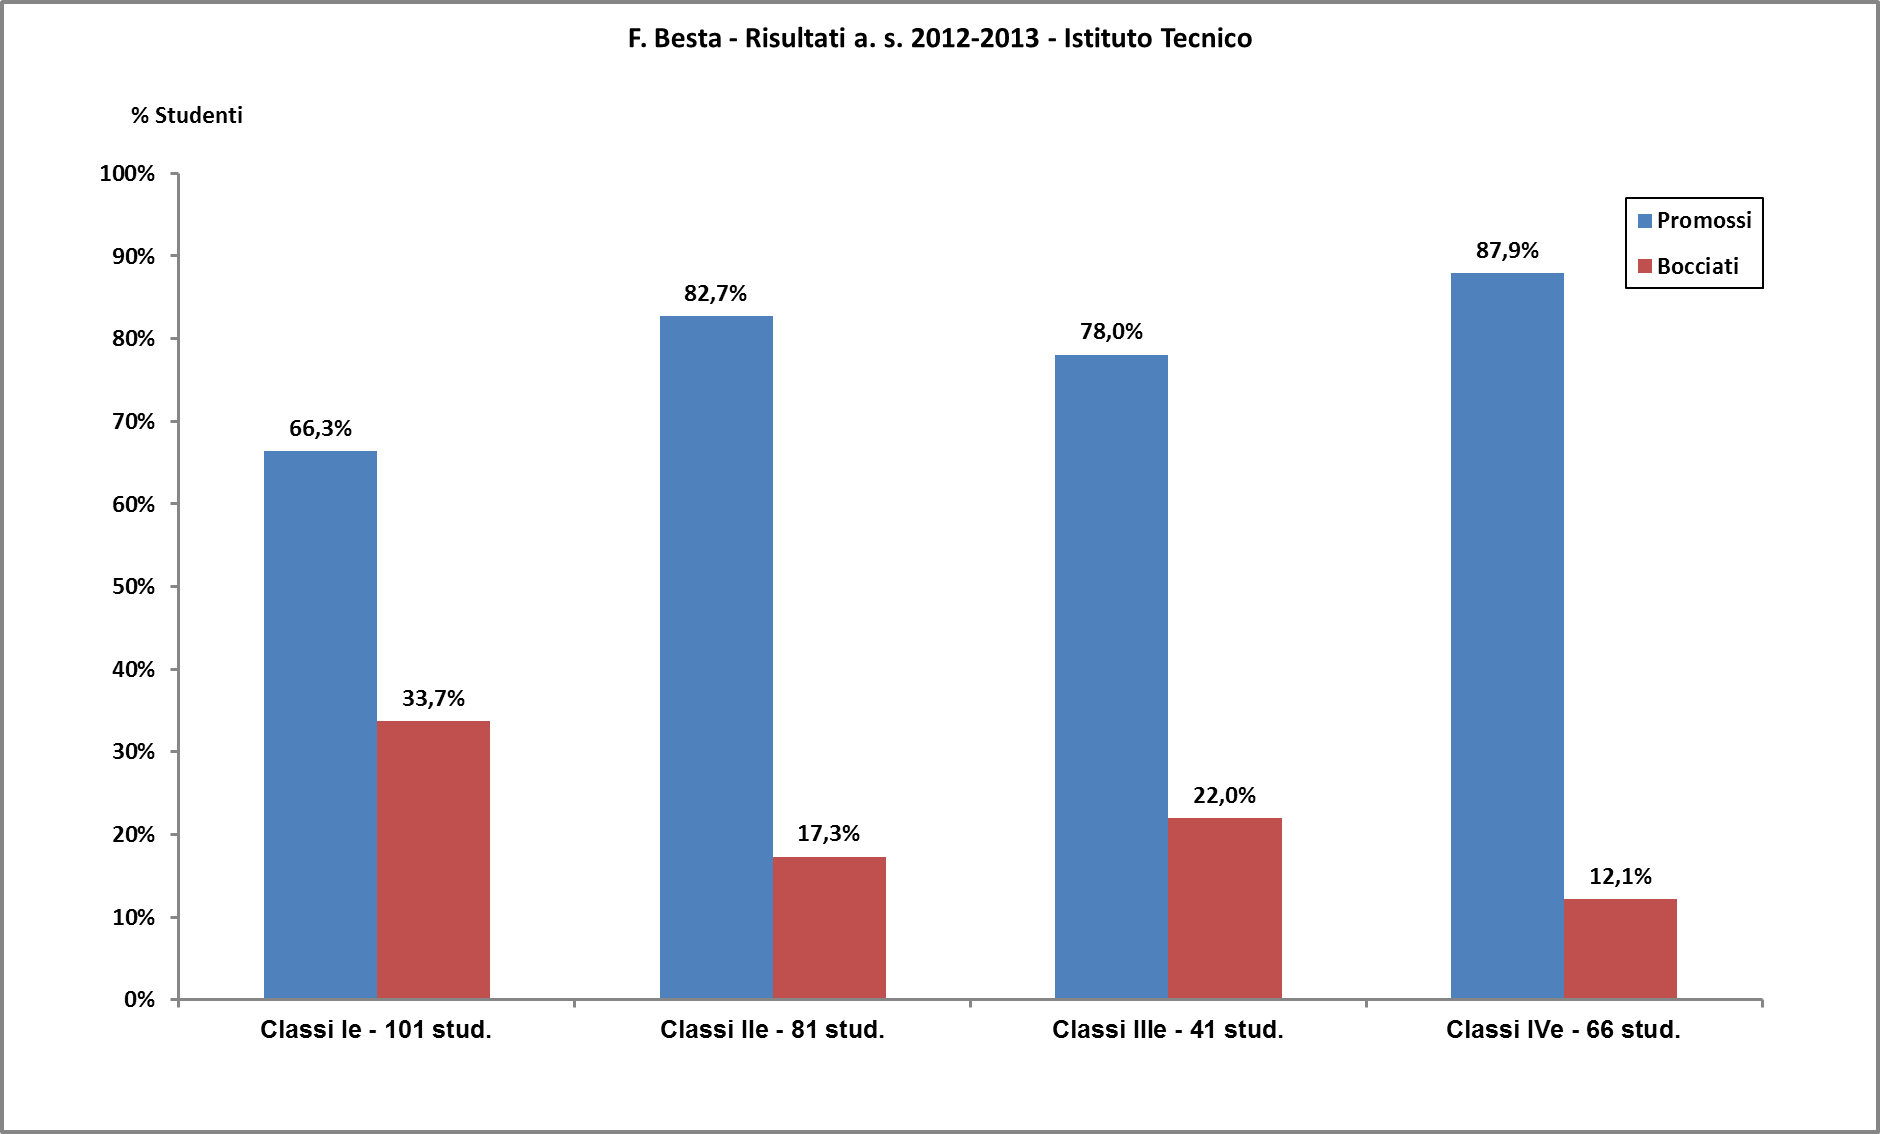 F. Besta - Risultati a. s. 2012-2013 - Istituto Tecnico
% Studenti
100%
90%
80%
70%
60%
50%
40%
30%
20%
10%
0%
66,3%
33,7%
82,7%
17,3%
78,0%
22,0%
87,9%
12,1%
Promossi
Bocciati
Classi Ie - 101 stud.
Classi IIe - 81 stud.
Classi IIIe - 41 stud.
Classi IVe - 66 stud.